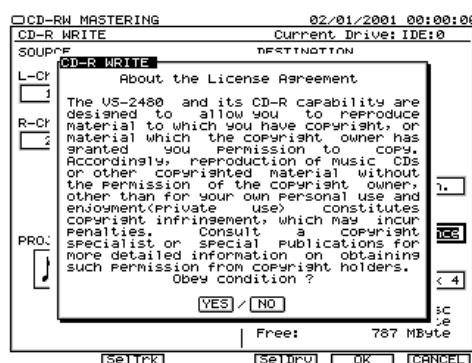 CD-RW MASTERING 02/01/2001 00:00:00
CD-R WRITE Current Drive:IDE:0
SOURCE DESTINATION
CD-R WRITE
About the License Agreement
The VS-2480 and its CD-R capability are
designed to allow you to reproduce
material to which you have copyright, or
material which the copyright owner has
granted you permission to copy.
Accordingly, reproduction of music CDs
or other copyrighted material without
the permission of the copyright owner,
other than for your own personal use and
enjoyment(private use) constitutes
copyright infringement, which may incur
penalties. Consult a copyright
specialist or special publications for
more detailed information on obtaining
such permission from copyright holders.
Obey condition ?
YES / NO
L-Ch
R-Ch
Free: 787 MByte
SelTrk SelDrv OK CANCEL